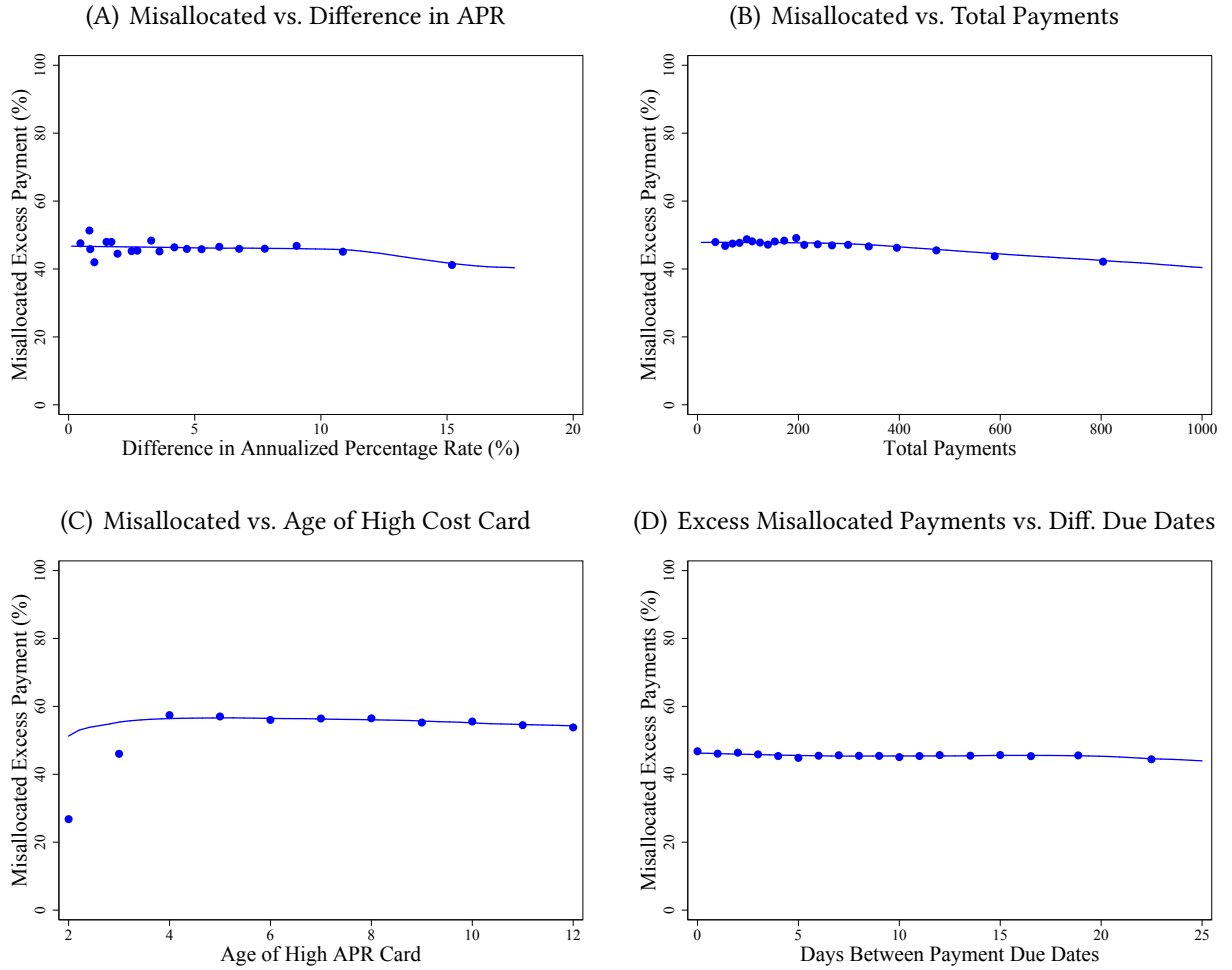 (A) Misallocated vs. Difference in APR
Misallocated Excess Payment (%)
0 20 40 60 80 100
0 5 10 15 20
Difference in Annualized Percentage Rate (%)
(B) Misallocated vs. Total Payments
Misallocated Excess Payment (%)
0 20 40 60 80 100
0 200 400 600 800 1000
Total Payments
(C) Misallocated vs. Age of High Cost Card
Misallocated Excess Payment (%)
0 20 40 60 80 100
2 4 6 8 10 12
Age of High APR Card
(D) Excess Misallocated Payments vs. Diff. Due Dates
Misallocated Excess Payments (%)
0 20 40 60 80 100
0 5 10 15 20 25
Days Between Payment Due Dates